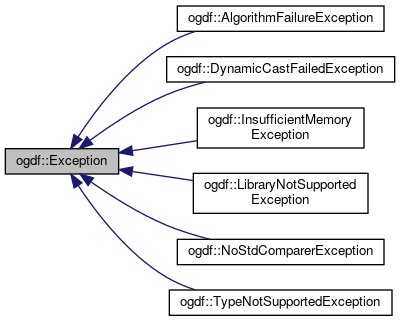 ogdf::AlgorithmFailureException
ogdf::DynamicCastFailedException
ogdf::InsufficientMemory
Exception
ogdf::Exception
ogdf::LibraryNotSupported
Exception
ogdf::NoStdComparerException
ogdf::TypeNotSupportedException